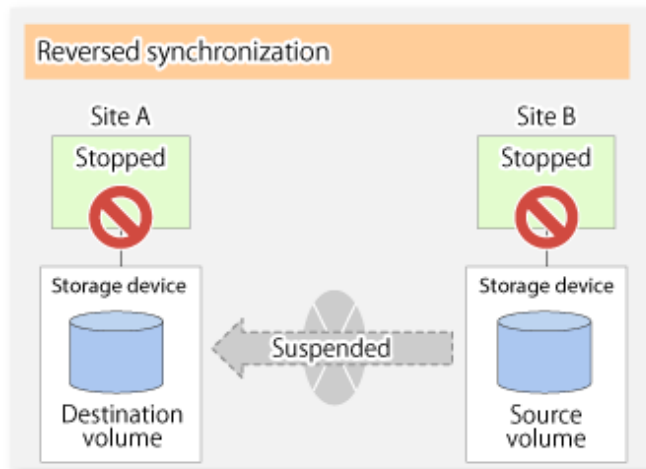 Reversed synchronization
Site A
Site B
Stopped
Stopped
Storage device
Storage device
Suspended
Destination
volume
Source
volume